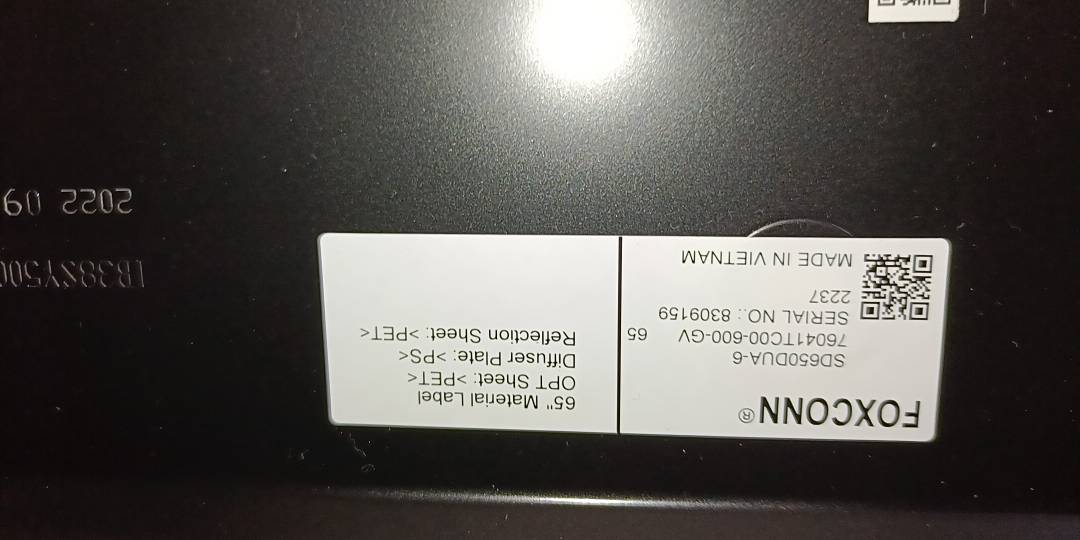 FOXCONN®
SD650DUA-6
76041TC00-600-GV 65
SERIAL NO.: 8309159
2237
MADE IN VIETNAM
65" Material Label
OPT Sheet: >PET<
Diffuser Plate: >PS<
Reflection Sheet: >PET<
2022 09